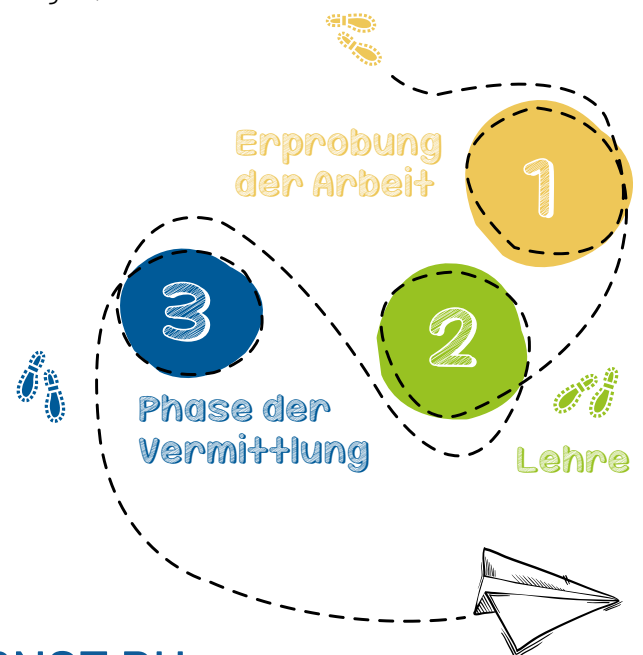 1
Erprobung
der Arbeit
2
Lehre
3
Phase der
Vermittlung